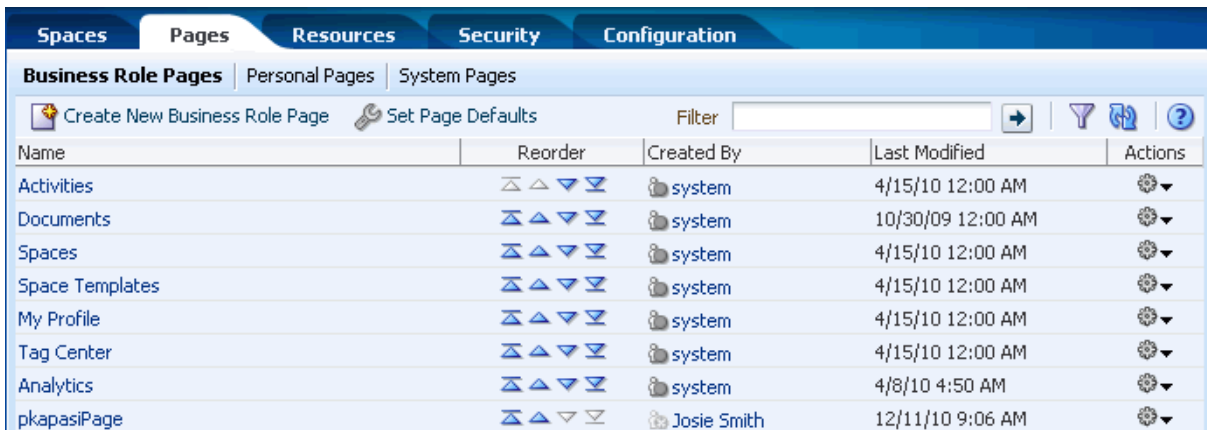 Spaces Pages Resources Security Configuration
Business Role Pages Personal Pages System Pages
Create New Business Role Page Set Page Defaults Filter
Name Reorder Created By Last Modified Actions
Activities system 4/15/10 12:00 AM
Documents system 10/30/09 12:00 AM
Spaces system 4/15/10 12:00 AM
Space Templates system 4/15/10 12:00 AM
My Profile system 4/15/10 12:00 AM
Tag Center system 4/15/10 12:00 AM
Analytics system 4/8/10 4:50 AM
pkapasiPage Josie Smith 12/11/10 9:06 AM